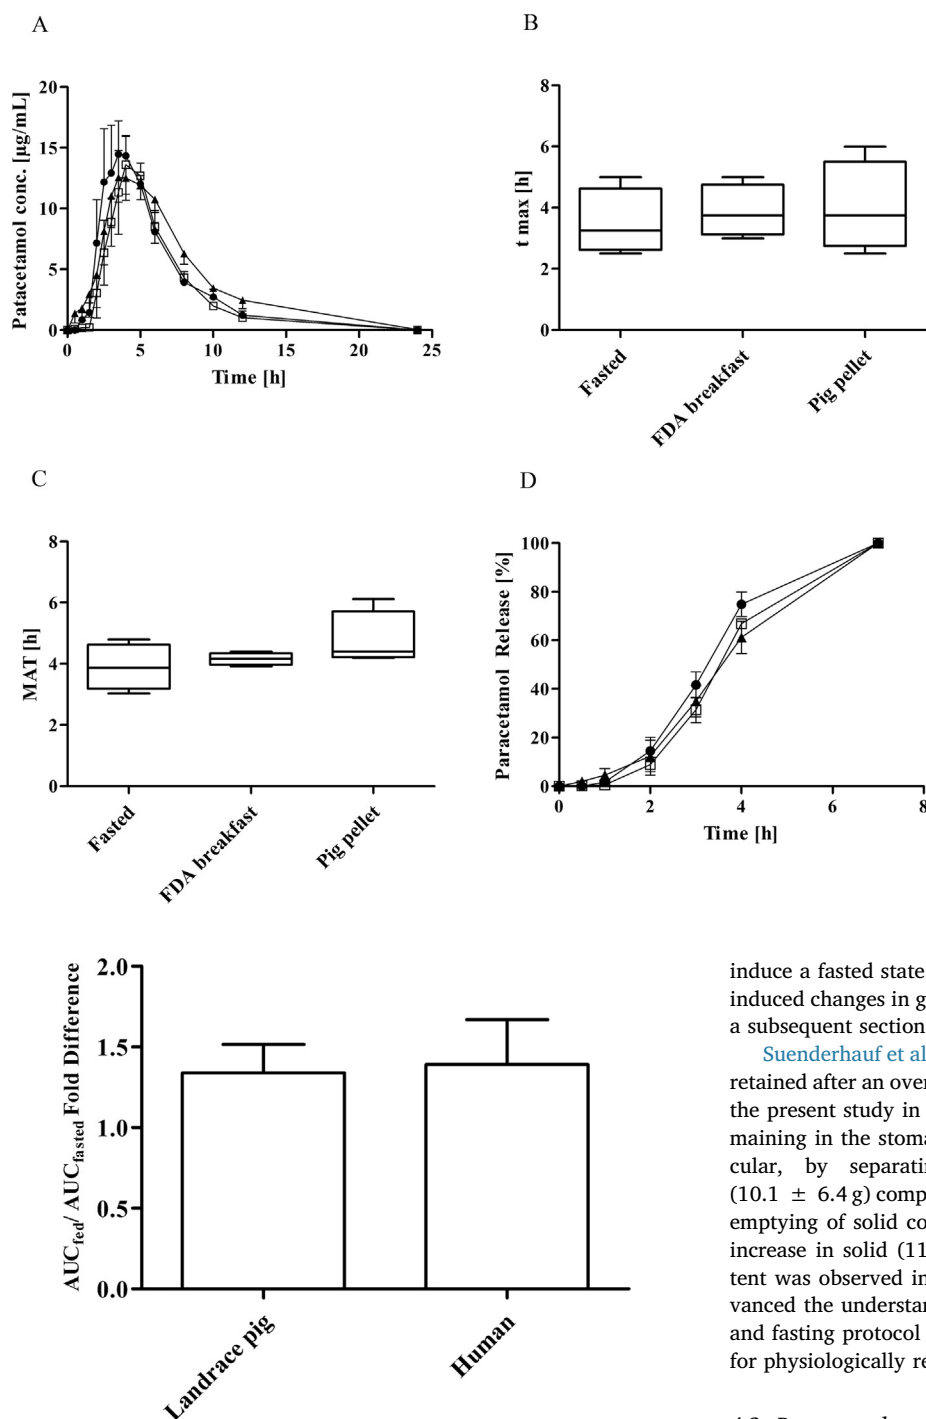 A
20
15
10
5
0
Patacetamol conc. [µg/mL]
0 5 10 15 20 25
Time [h]
B
8
6
4
2
0
t max [h]
Fasted
FDA breakfast
Pig pellet
C
8
6
4
2
0
MAT [h]
Fasted
FDA breakfast
Pig pellet
D
100
80
60
40
20
0
Paracetamol Release [%]
0 2 4 6 8
Time [h]
2.0
1.5
1.0
0.5
0.0
AUCfed/ AUCfasted Fold Difference
Landrace pig
Human
induce a fasted state
induced changes in g
a subsequent section
Suenderhauf et al
retained after an over
the present study in
maining in the stoma
cular, by separatin
(10.1 ± 6.4 g) comp
emptying of solid co
increase in solid (11
tent was observed in
vanced the understan
and fasting protocol
for physiologically re